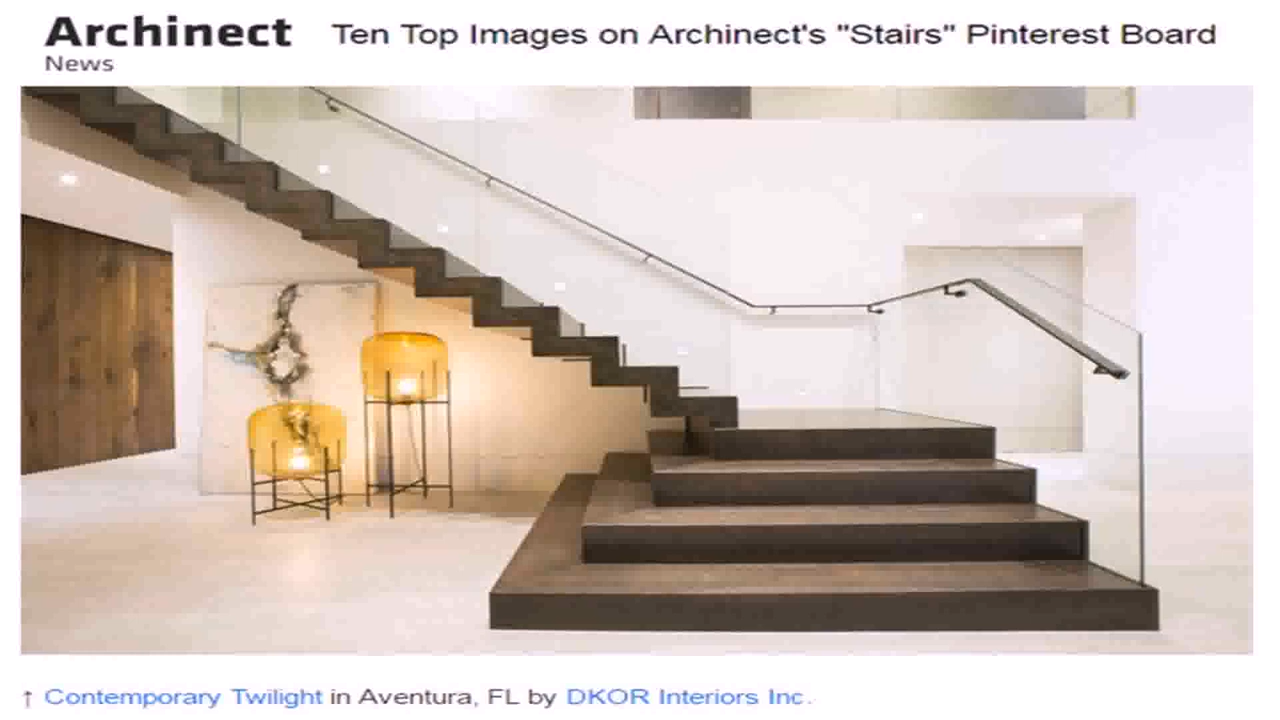 Archinect
Ten Top Images on Archinect's "Stairs" Pinterest Board
News
↑ Contemporary Twilight in Aventura, FL by DKOR Interiors Inc.